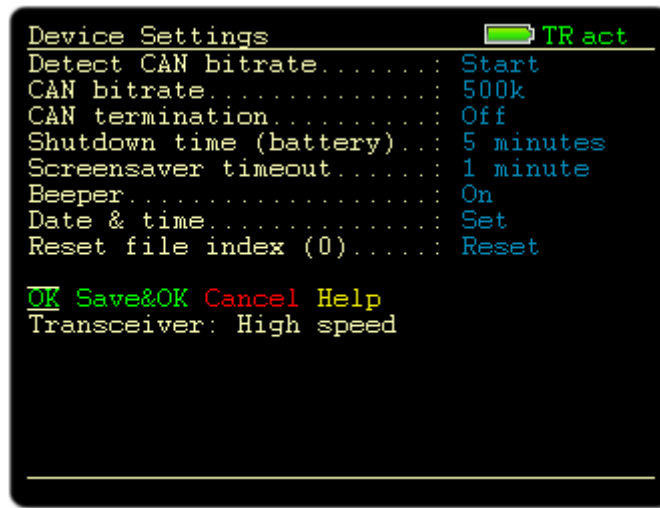 Device Settings TR act
Detect CAN bitrate.......: Start
CAN bitrate..............: 500k
CAN termination..........: Off
Shutdown time (battery)..: 5 minutes
Screensaver timeout......: 1 minute
Beeper...................: On
Date & time..............: Set
Reset file index (0).....: Reset
OK Save&OK Cancel Help
Transceiver: High speed